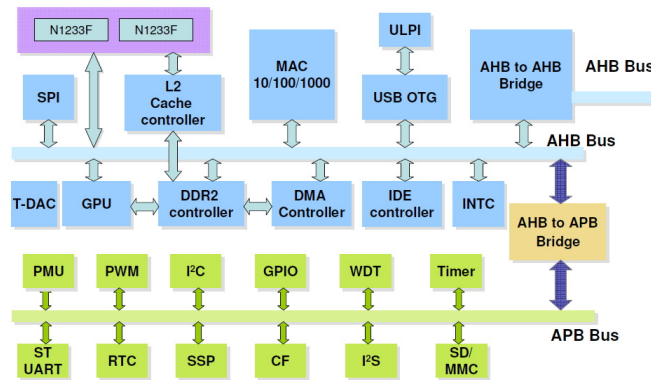 N1233F
N1233F
SPI
L2
Cache
controller
MAC
10/100/1000
ULPI
USB OTG
AHB to AHB
Bridge
AHB Bus
AHB Bus
T-DAC
GPU
DDR2
controller
DMA
Controller
IDE
controller
INTC
AHB to APB
Bridge
PMU
PWM
I²C
GPIO
WDT
Timer
APB Bus
ST
UART
RTC
SSP
CF
I²S
SD/
MMC